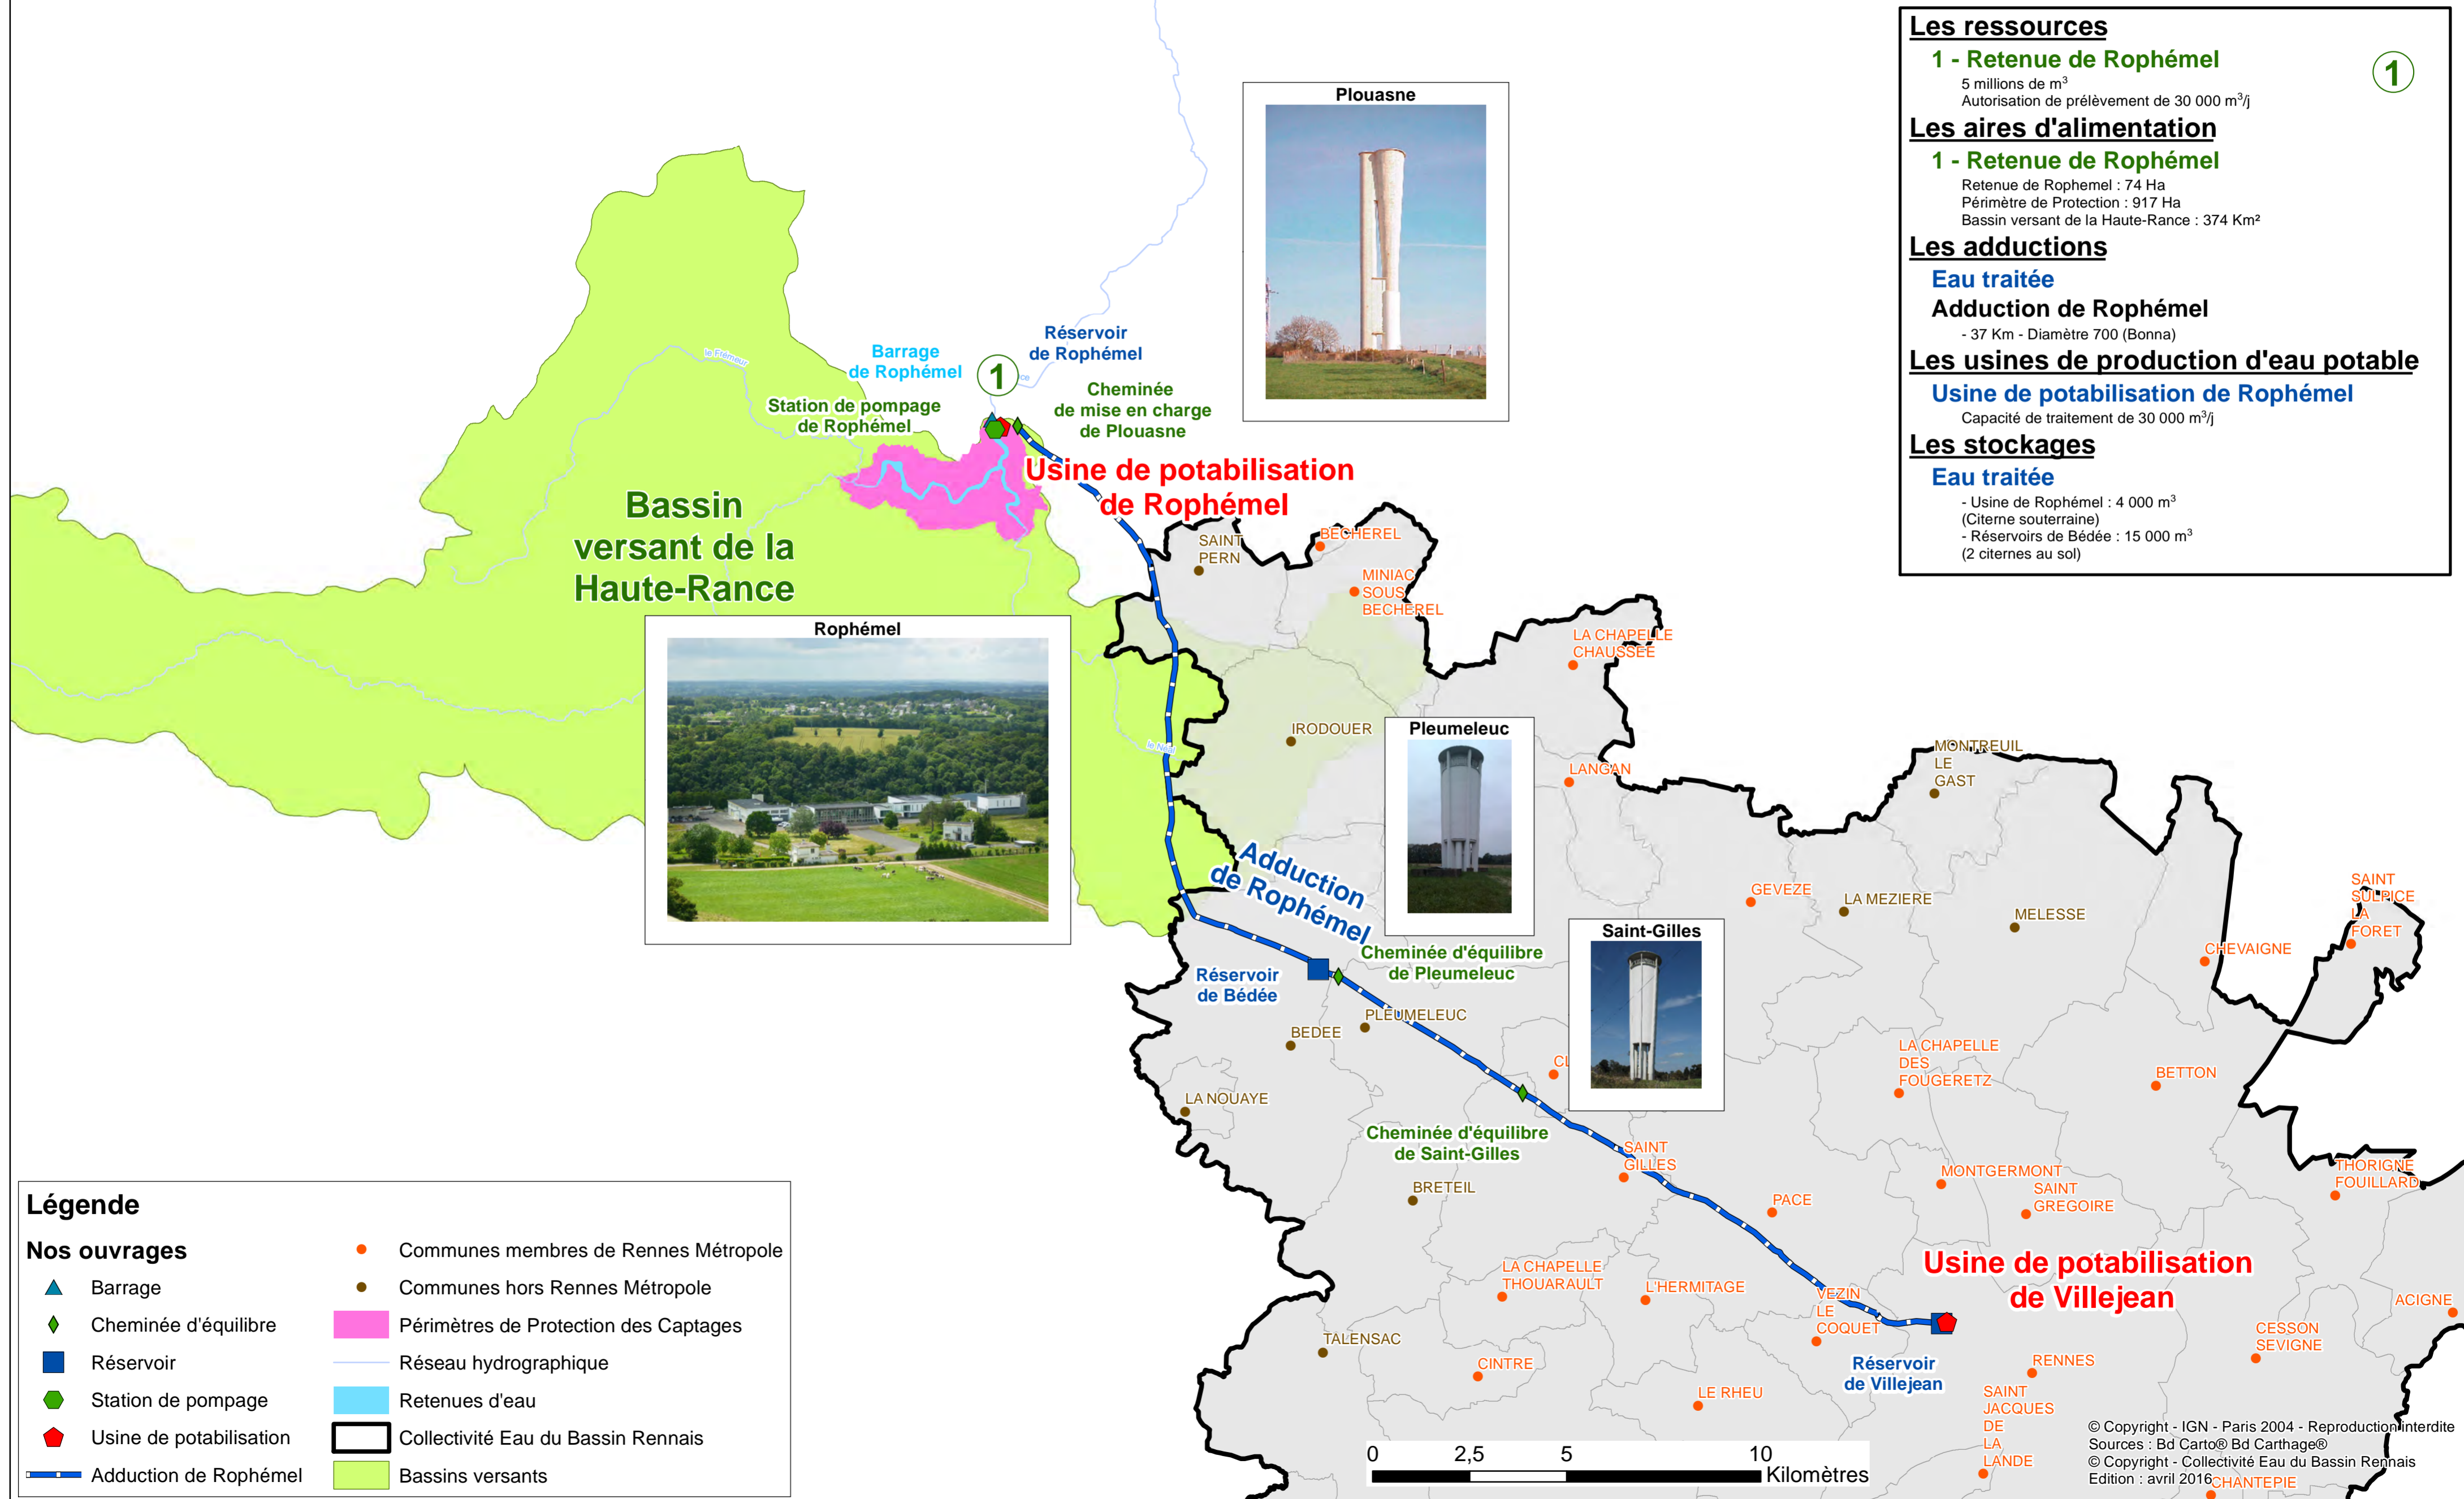 Les ressources
1 - Retenue de Rophémel
5 millions de m³
Autorisation de prélèvement de 30 000 m³/j
1
Les aires d'alimentation
1 - Retenue de Rophémel
Retenue de Rophemel : 74 Ha
Périmètre de Protection : 917 Ha
Bassin versant de la Haute-Rance : 374 Km²
Les adductions
Eau traitée
Adduction de Rophémel
- 37 Km - Diamètre 700 (Bonna)
Les usines de production d'eau potable
Usine de potabilisation de Rophémel
Capacité de traitement de 30 000 m³/j
Les stockages
Eau traitée
- Usine de Rophémel : 4 000 m³
(Citerne souterraine)
- Réservoirs de Bédée : 15 000 m³
(2 citernes au sol)
Plouasne
le Frémeur
Barrage
de Rophémel
1
Réservoir
de Rophémel
Station de pompage
de Rophémel
Cheminée
de mise en charge
de Plouasne
Usine de potabilisation
de Rophémel
Bassin
versant de la
Haute-Rance
Rophémel
SAINT
PERN
BECHEREL
MINIAC
SOUS
BECHEREL
LA CHAPELLE
CHAUSSEE
IRODOUER
le Néal
Pleumeleuc
LANGAN
MONTREUIL
LE
GAST
Adduction
de Rophémel
GEVEZE
LA MEZIERE
MELESSE
SAINT
SULPICE
LA
FORET
CHEVAIGNE
Saint-Gilles
Cheminée d'équilibre
de Pleumeleuc
Réservoir
de Bédée
PLEUMELEUC
BEDEE
CL
LA CHAPELLE
DES
FOUGERETZ
BETTON
LA NOUAYE
Cheminée d'équilibre
de Saint-Gilles
SAINT
GILLES
BRETEIL
PACE
MONTGERMONT
SAINT
GREGOIRE
THORIGNE
FOUILLARD
Usine de potabilisation
de Villejean
LA CHAPELLE
THOUARAULT
L'HERMITAGE
VEZIN
LE
COQUET
ACIGNE
CESSON
SEVIGNE
TALENSAC
CINTRE
LE RHEU
Réservoir
de Villejean
RENNES
SAINT
JACQUES
DE
LA
LANDE
CHANTEPIE
Légende
Nos ouvrages
Barrage
Cheminée d'équilibre
Réservoir
Station de pompage
Usine de potabilisation
Adduction de Rophémel
Communes membres de Rennes Métropole
Communes hors Rennes Métropole
Périmètres de Protection des Captages
Réseau hydrographique
Retenues d'eau
Collectivité Eau du Bassin Rennais
Bassins versants
0 2,5 5 10
Kilomètres
© Copyright - IGN - Paris 2004 - Reproduction interdite
Sources : Bd Carto® Bd Carthage®
© Copyright - Collectivité Eau du Bassin Rennais
Edition : avril 2016